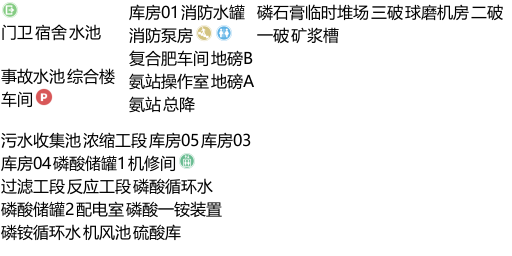 门卫 宿舍 水池
事故水池 综合楼
车间 P
库房01 消防水罐
消防泵房
复合肥车间 地磅B
氨站操作室 地磅A
氨站 总降
磷石膏临时堆场 三破 球磨机房 二破
一破 矿浆槽
污水收集池 浓缩工段 库房05 库房03
库房04 磷酸储罐1 机修间
过滤工段 反应工段 磷酸循环水
磷酸储罐2 配电室 磷酸一铵装置
磷铵循环水 机风池 硫酸库